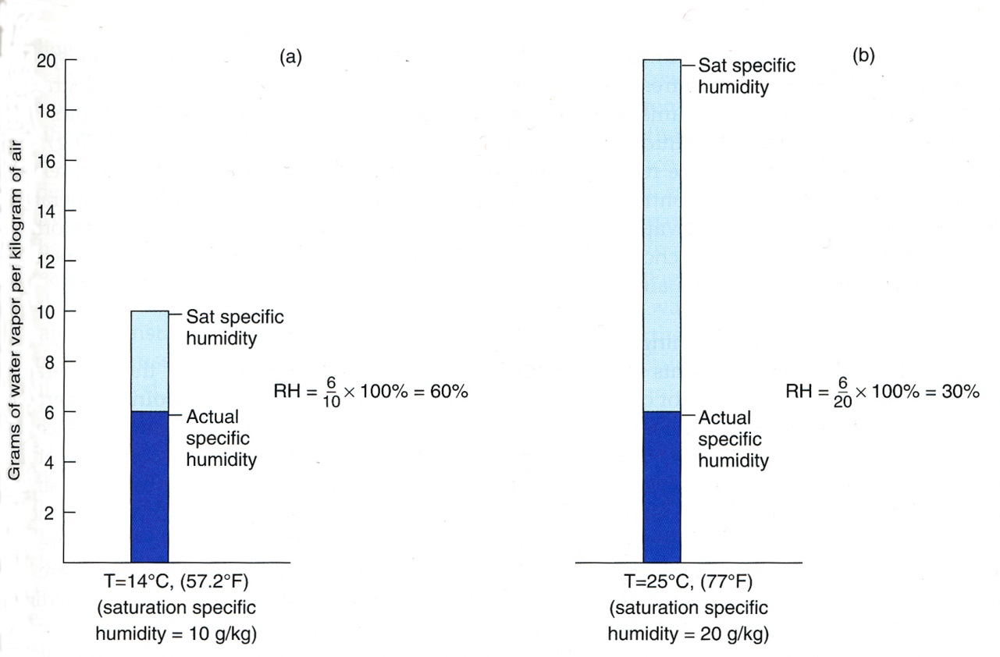 (a)
20
18
16
14
12
10
8
6
4
2
Grams of water vapor per kilogram of air
Sat specific
humidity
RH = 6/10 × 100% = 60%
Actual
specific
humidity
T=14°C, (57.2°F)
(saturation specific
humidity = 10 g/kg)
(b)
Sat specific
humidity
RH = 6/20 × 100% = 30%
Actual
specific
humidity
T=25°C, (77°F)
(saturation specific
humidity = 20 g/kg)